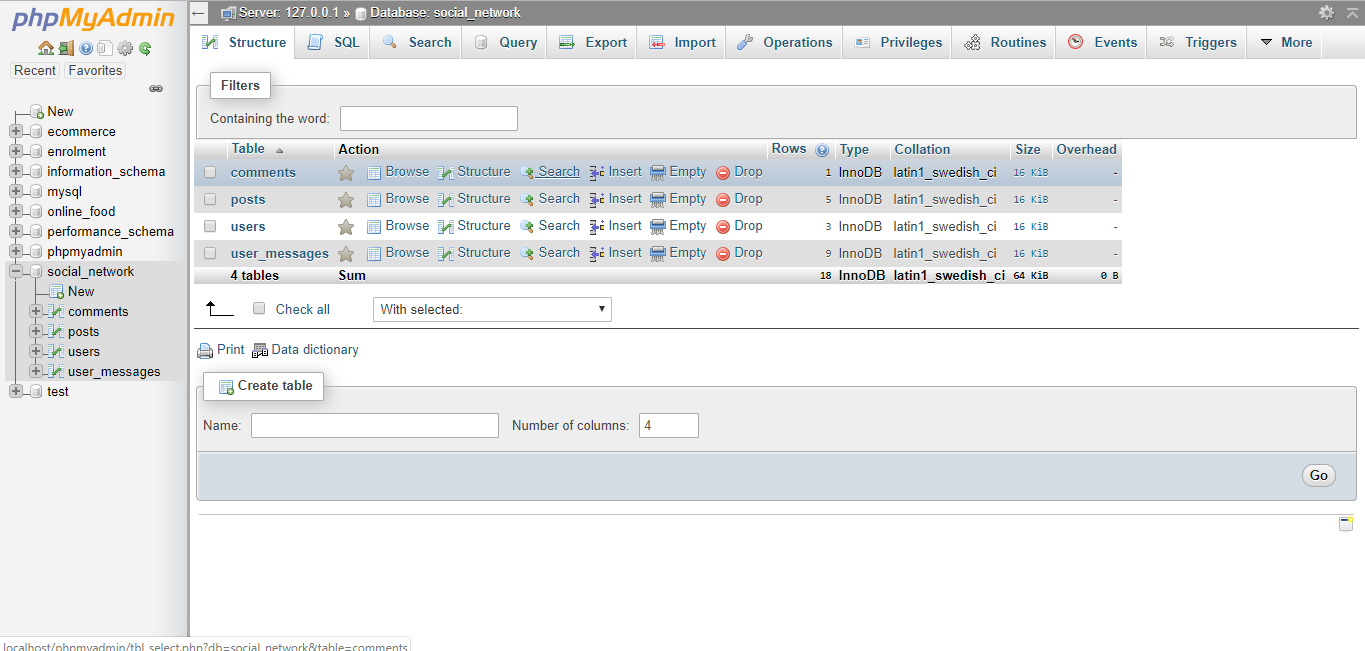 phpMyAdmin
Recent Favorites
New
ecommerce
enrolment
information_schema
mysql
online_food
performance_schema
phpmyadmin
social_network
New
comments
posts
users
user_messages
test
Server: 127.0.0.1 » Database: social_network
Structure SQL Search Query Export Import Operations Privileges Routines Events Triggers More
Filters
Containing the word:
Table Action Rows Type Collation Size Overhead
comments Browse Structure Search Insert Empty Drop 1 InnoDB latin1_swedish_ci 16 KiB -
posts Browse Structure Search Insert Empty Drop 5 InnoDB latin1_swedish_ci 16 KiB -
users Browse Structure Search Insert Empty Drop 3 InnoDB latin1_swedish_ci 16 KiB -
user_messages Browse Structure Search Insert Empty Drop 9 InnoDB latin1_swedish_ci 16 KiB -
4 tables Sum 18 InnoDB latin1_swedish_ci 64 KiB 0 B
Check all With selected:
Print Data dictionary
Create table
Name: Number of columns: 4
Go
localhost/phpmyadmin/tbl_select.php?db=social_network&table=comments